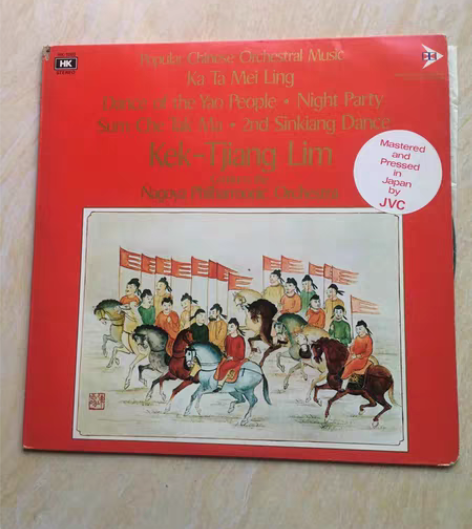 HK
STEREO
Popular Chinese Orchestral Music
Ka Ta Mei Ling
Dance of the Yao People • Night Party
Sum Che Tak Ma • 2nd Sinkiang Dance
Kek-Tjiang Lim
Nagoya Philharmonic Orchestra
Mastered
and
Pressed
in
Japan
by
JVC